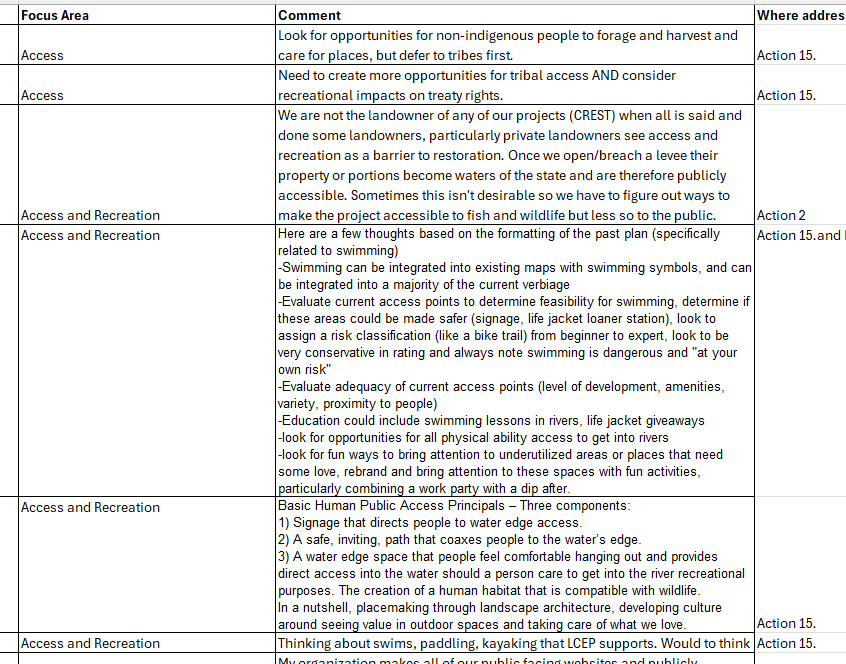 Focus Area Comment Where addres
Look for opportunities for non-indigenous people to forage and harvest and
Access care for places, but defer to tribes first. Action 15.
Need to create more opportunities for tribal access AND consider
Access recreational impacts on treaty rights. Action 15.
We are not the landowner of any of our projects (CREST) when all is said and
done some landowners, particularly private landowners see access and
recreation as a barrier to restoration. Once we open/breach a levee their
property or portions become waters of the state and are therefore publicly
accessible. Sometimes this isn't desirable so we have to figure out ways to
Access and Recreation make the project accessible to fish and wildlife but less so to the public. Action 2
Access and Recreation Here are a few thoughts based on the formatting of the past plan (specifically Action 15.and
related to swimming)
-Swimming can be integrated into existing maps with swimming symbols, and can
be integrated into a majority of the current verbiage
-Evaluate current access points to determine feasibility for swimming, determine if
these areas could be made safer (signage, life jacket loaner station), look to
assign a risk classification (like a bike trail) from beginner to expert, look to be
very conservative in rating and always note swimming is dangerous and "at your
own risk"
-Evaluate adequacy of current access points (level of development, amenities,
variety, proximity to people)
-Education could include swimming lessons in rivers, life jacket giveaways
-look for opportunities for all physical ability access to get into rivers
-look for fun ways to bring attention to underutilized areas or places that need
some love, rebrand and bring attention to these spaces with fun activities,
particularly combining a work party with a dip after.
Access and Recreation Basic Human Public Access Principals – Three components:
1) Signage that directs people to water edge access.
2) A safe, inviting, path that coaxes people to the water's edge.
3) A water edge space that people feel comfortable hanging out and provides
direct access into the water should a person care to get into the river recreational
purposes. The creation of a human habitat that is compatible with wildlife.
In a nutshell, placemaking through landscape architecture, developing culture
around seeing value in outdoor spaces and taking care of what we love. Action 15.
Access and Recreation Thinking about swims, paddling, kayaking that LCEP supports. Would to think Action 15.
My organization makes all of our public facing websites and publicly